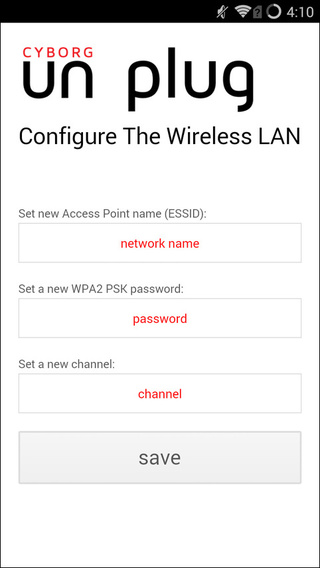 4:10
CYBORG
un plug
Configure The Wireless LAN
Set new Access Point name (ESSID):
network name
Set a new WPA2 PSK password:
password
Set a new channel:
channel
save